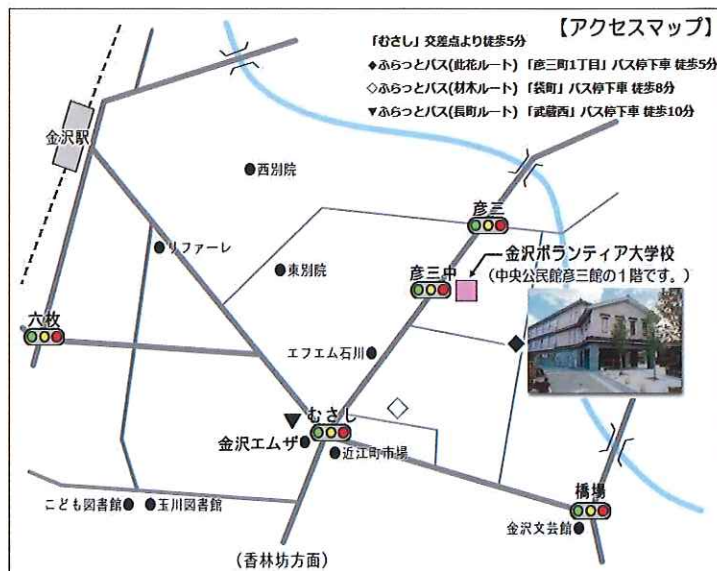 【アクセスマップ】
「むさし」交差点より徒歩5分
◆ふらっとバス(此花ルート) 「彦三町1丁目」バス停下車 徒歩5分
◇ふらっとバス(材木ルート) 「袋町」バス停下車 徒歩8分
▼ふらっとバス(長町ルート) 「武蔵西」バス停下車 徒歩10分
金沢駅
西別院
彦三
リファーレ
東別院
金沢ボランティア大学校
(中央公民館彦三館の1階です。)
彦三中
六枚
エフエム石川
むさし
金沢エムザ
近江町市場
こども図書館
玉川図書館
橋場
金沢文芸館
(香林坊方面)